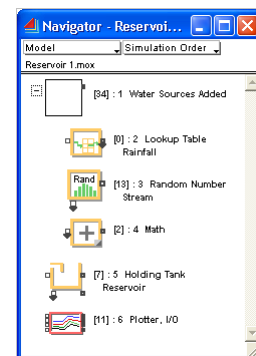 Navigator - Reservoi...
Model Simulation Order
Reservoir 1.mox
[34] : 1 Water Sources Added
[0] : 2 Lookup Table
Rainfall
Rand
[13] : 3 Random Number
Stream
[2] : 4 Math
[7] : 5 Holding Tank
Reservoir
[11] : 6 Plotter, I/O